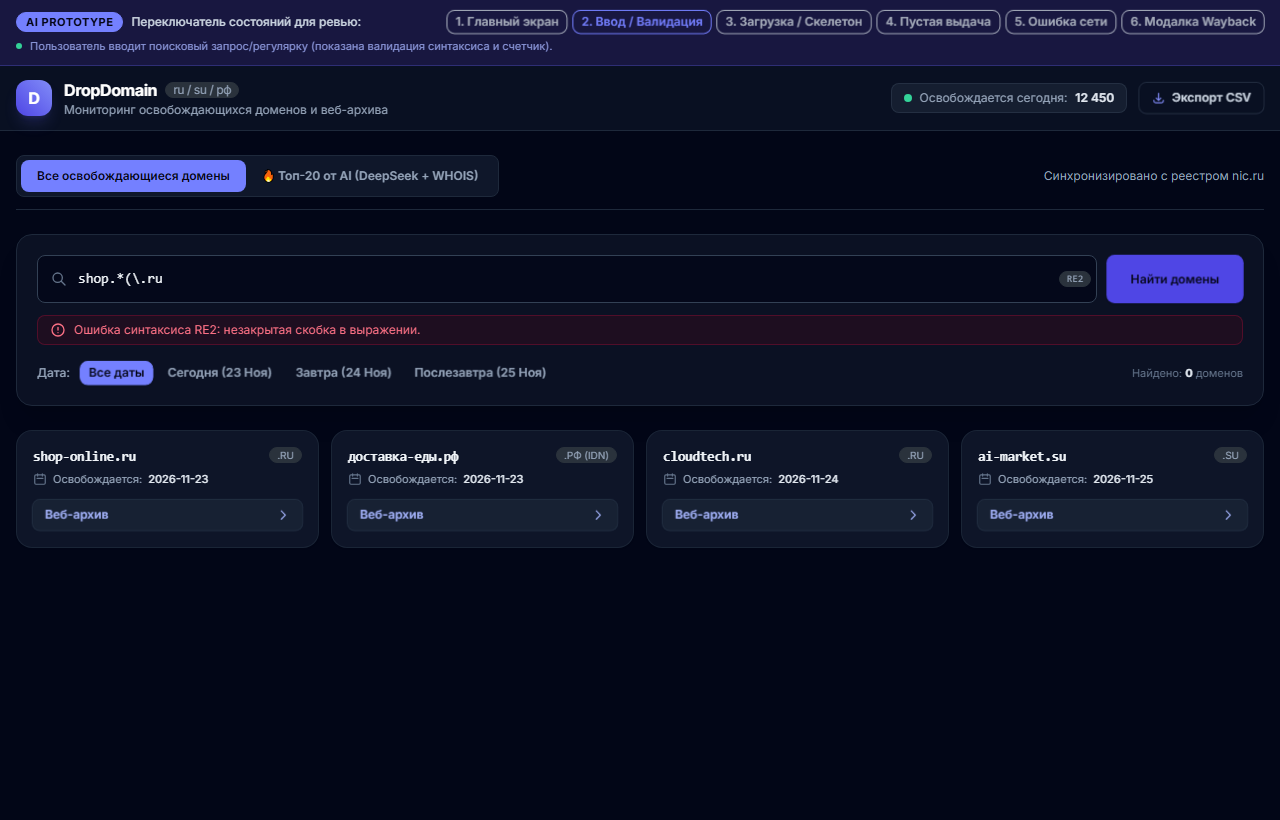 AI PROTOTYPE Переключатель состояний для ревью: 1. Главный экран 2. Ввод / Валидация 3. Загрузка / Скелетон 4. Пустая выдача 5. Ошибка сети 6. Модалка Wayback
Пользователь вводит поисковый запрос/регулярку (показана валидация синтаксиса и счетчик).
D DropDomain ru / su / рф
Мониторинг освобождающихся доменов и веб-архива
Освобождается сегодня: 12 450 Экспорт CSV
Все освобождающиеся домены 🔥 Топ-20 от AI (DeepSeek + WHOIS) Синхронизировано с реестром nic.ru
shop.*(\.ru RE2 Найти домены
Ошибка синтаксиса RE2: незакрытая скобка в выражении.
Дата: Все даты Сегодня (23 Ноя) Завтра (24 Ноя) Послезавтра (25 Ноя) Найдено: 0 доменов
shop-online.ru .RU
Освобождается: 2026-11-23
Веб-архив
доставка-еды.рф .РФ (IDN)
Освобождается: 2026-11-23
Веб-архив
cloudtech.ru .RU
Освобождается: 2026-11-24
Веб-архив
ai-market.su .SU
Освобождается: 2026-11-25
Веб-архив